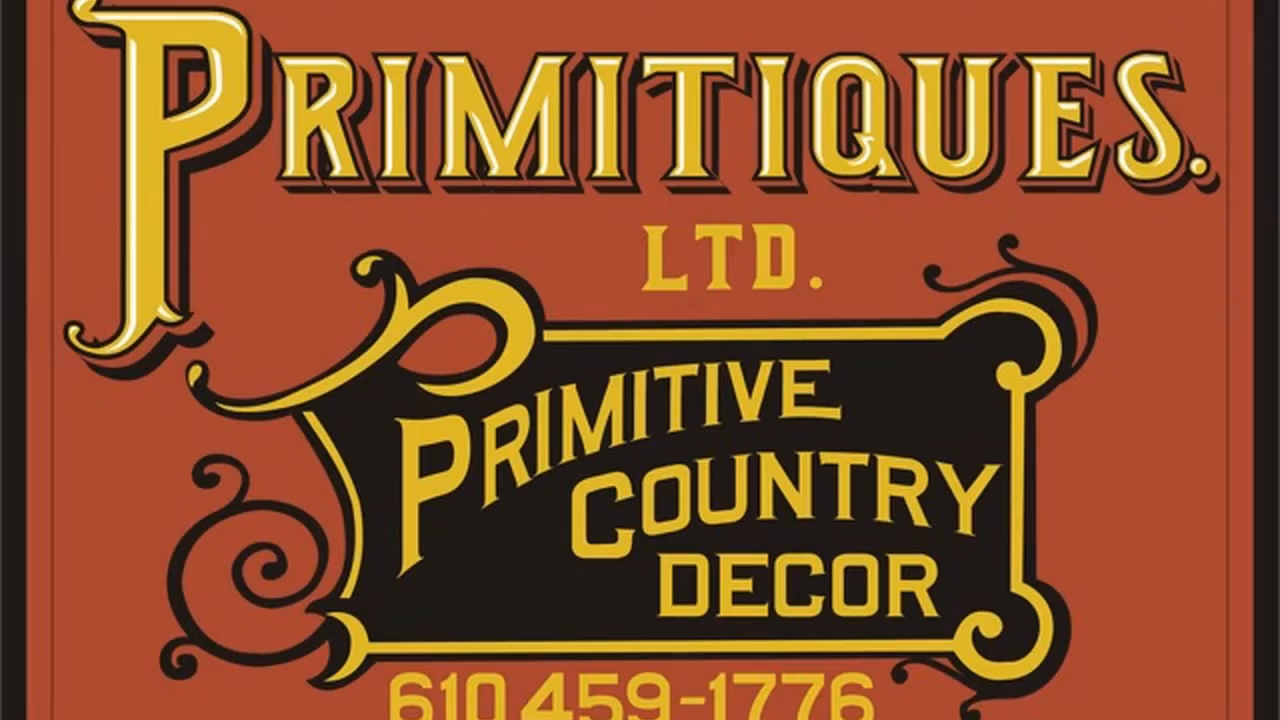 PRIMITIQUES.
LTD.
PRIMITIVE
COUNTRY
DECOR
610 459-1776